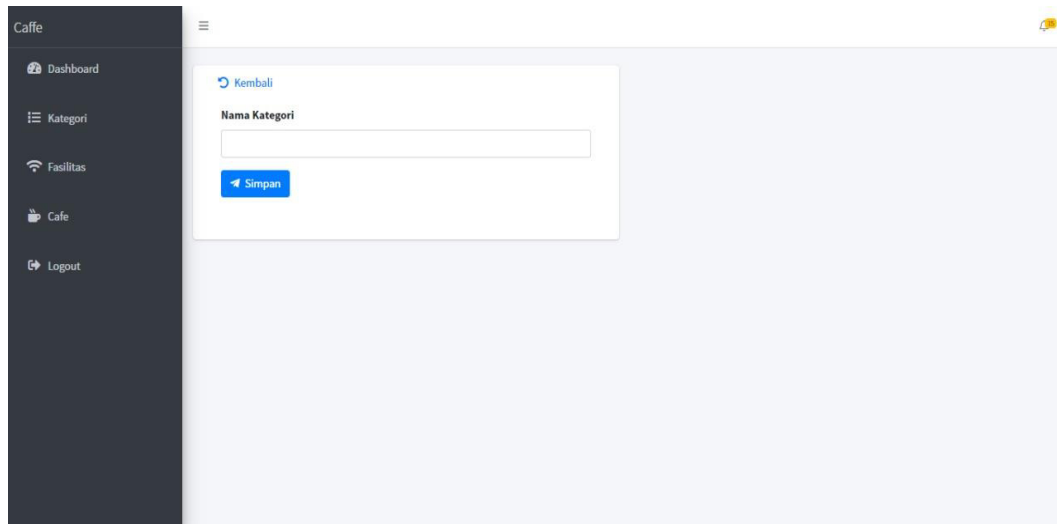 Caffe
Dashboard
Kategori
Fasilitas
Cafe
Logout
Kembali
Nama Kategori
Simpan